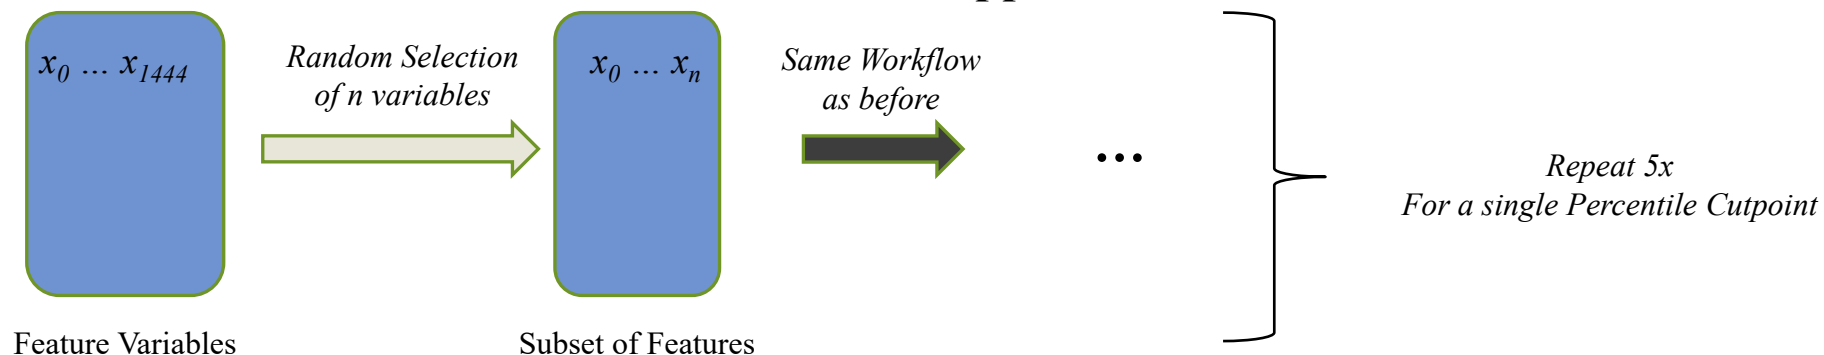 x0 ... x1444
Random Selection
of n variables
x0 ... xn
Same Workflow
as before
...
Repeat 5x
For a single Percentile Cutpoint
Feature Variables
Subset of Features